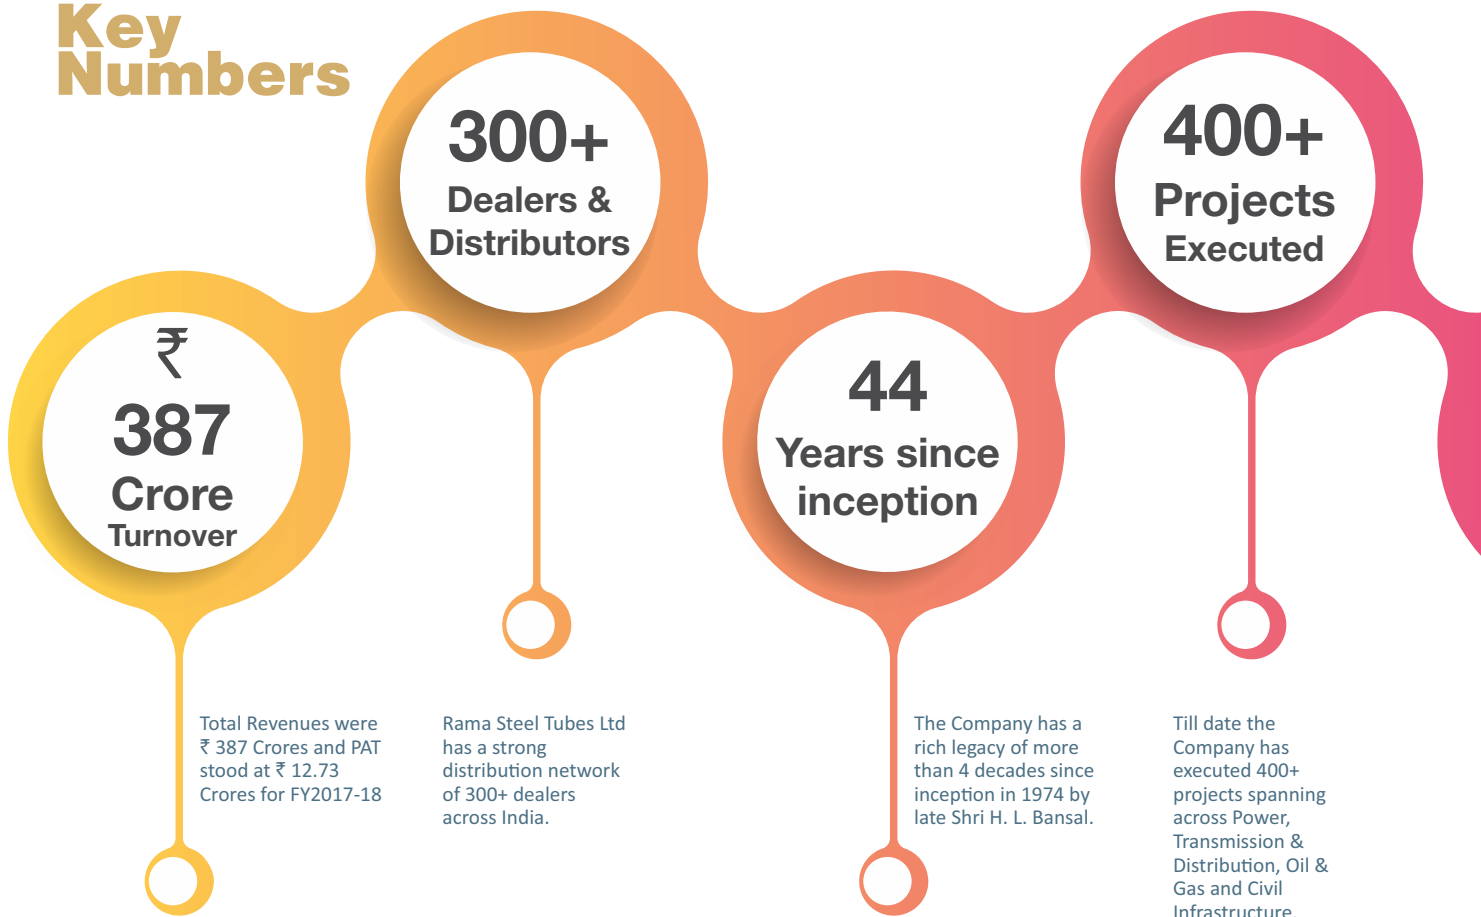 Key
Numbers
₹
387
Crore
Turnover
300+
Dealers &
Distributors
44
Years since
inception
400+
Projects
Executed
Total Revenues were
₹ 387 Crores and PAT
stood at ₹ 12.73
Crores for FY2017-18
Rama Steel Tubes Ltd
has a strong
distribution network
of 300+ dealers
across India.
The Company has a
rich legacy of more
than 4 decades since
inception in 1974 by
late Shri H. L. Bansal.
Till date the
Company has
executed 400+
projects spanning
across Power,
Transmission &
Distribution, Oil &
Gas and Civil
Infrastructure.